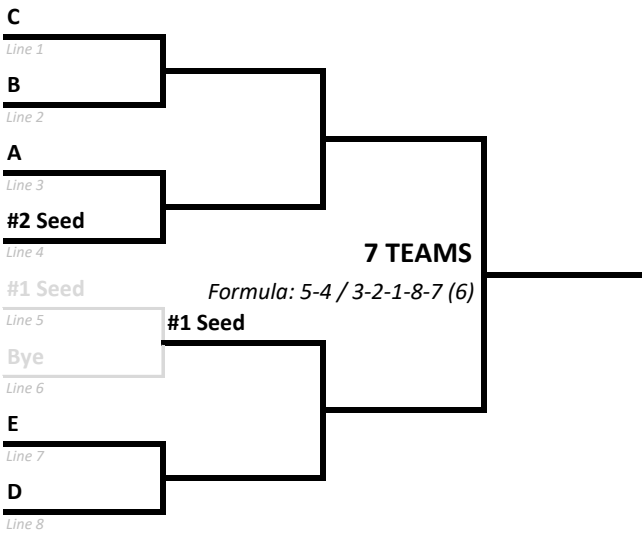 C
Line 1
B
Line 2
A
Line 3
#2 Seed
Line 4
7 TEAMS
#1 Seed
Formula: 5-4 / 3-2-1-8-7 (6)
Line 5
#1 Seed
Bye
Line 6
E
Line 7
D
Line 8